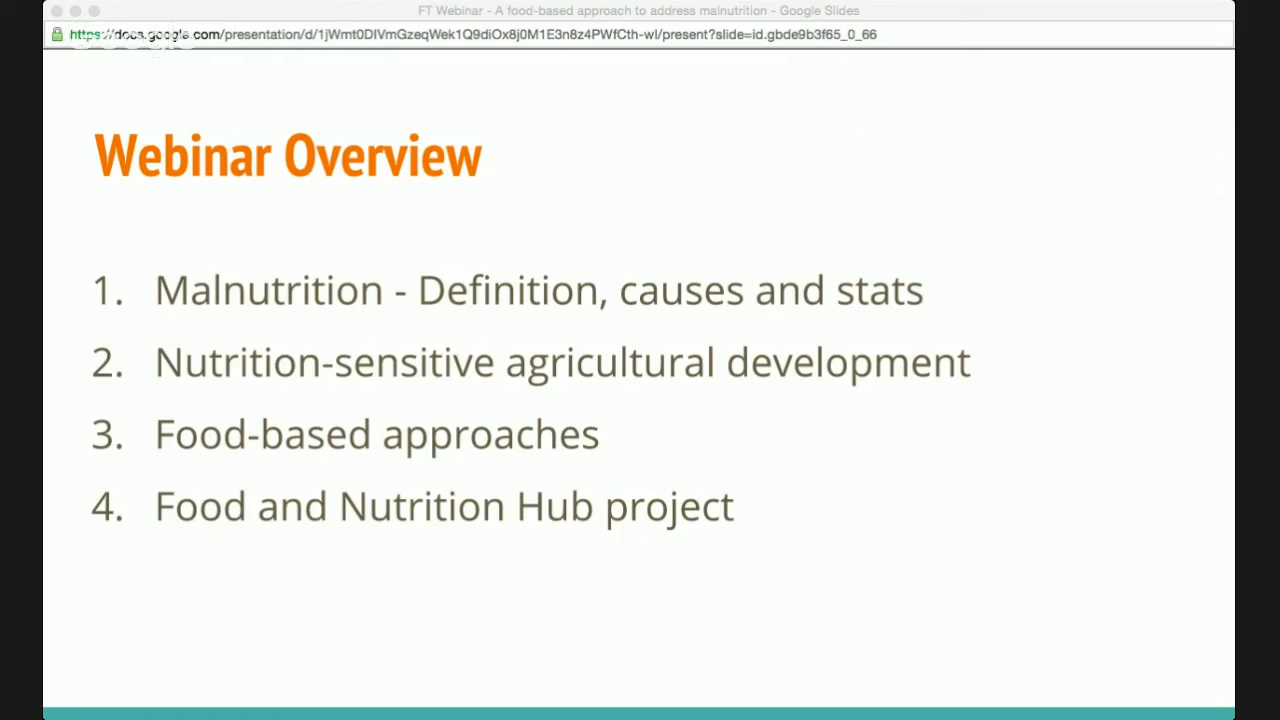 FT Webinar - A food-based approach to address malnutrition - Google Slides
https://docs.google.com/presentation/d/1jWmt0DIVmGzeqWek1Q9diOx8j0M1E3n8z4PWfCth-wI/present?slide=id.gbde9b3f65_0_66
Google
Webinar Overview
1. Malnutrition - Definition, causes and stats
2. Nutrition-sensitive agricultural development
3. Food-based approaches
4. Food and Nutrition Hub project